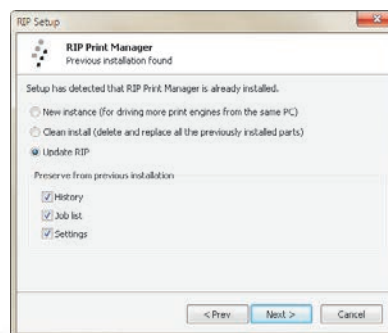 RIP Setup
RIP Print Manager
Previous installation found
Setup has detected that RIP Print Manager is already installed.
New instance (for driving more print engines from the same PC)
Clean install (delete and replace all the previously installed parts)
Update RIP
Preserve from previous installation
History
Job list
Settings
< Prev
Next >
Cancel